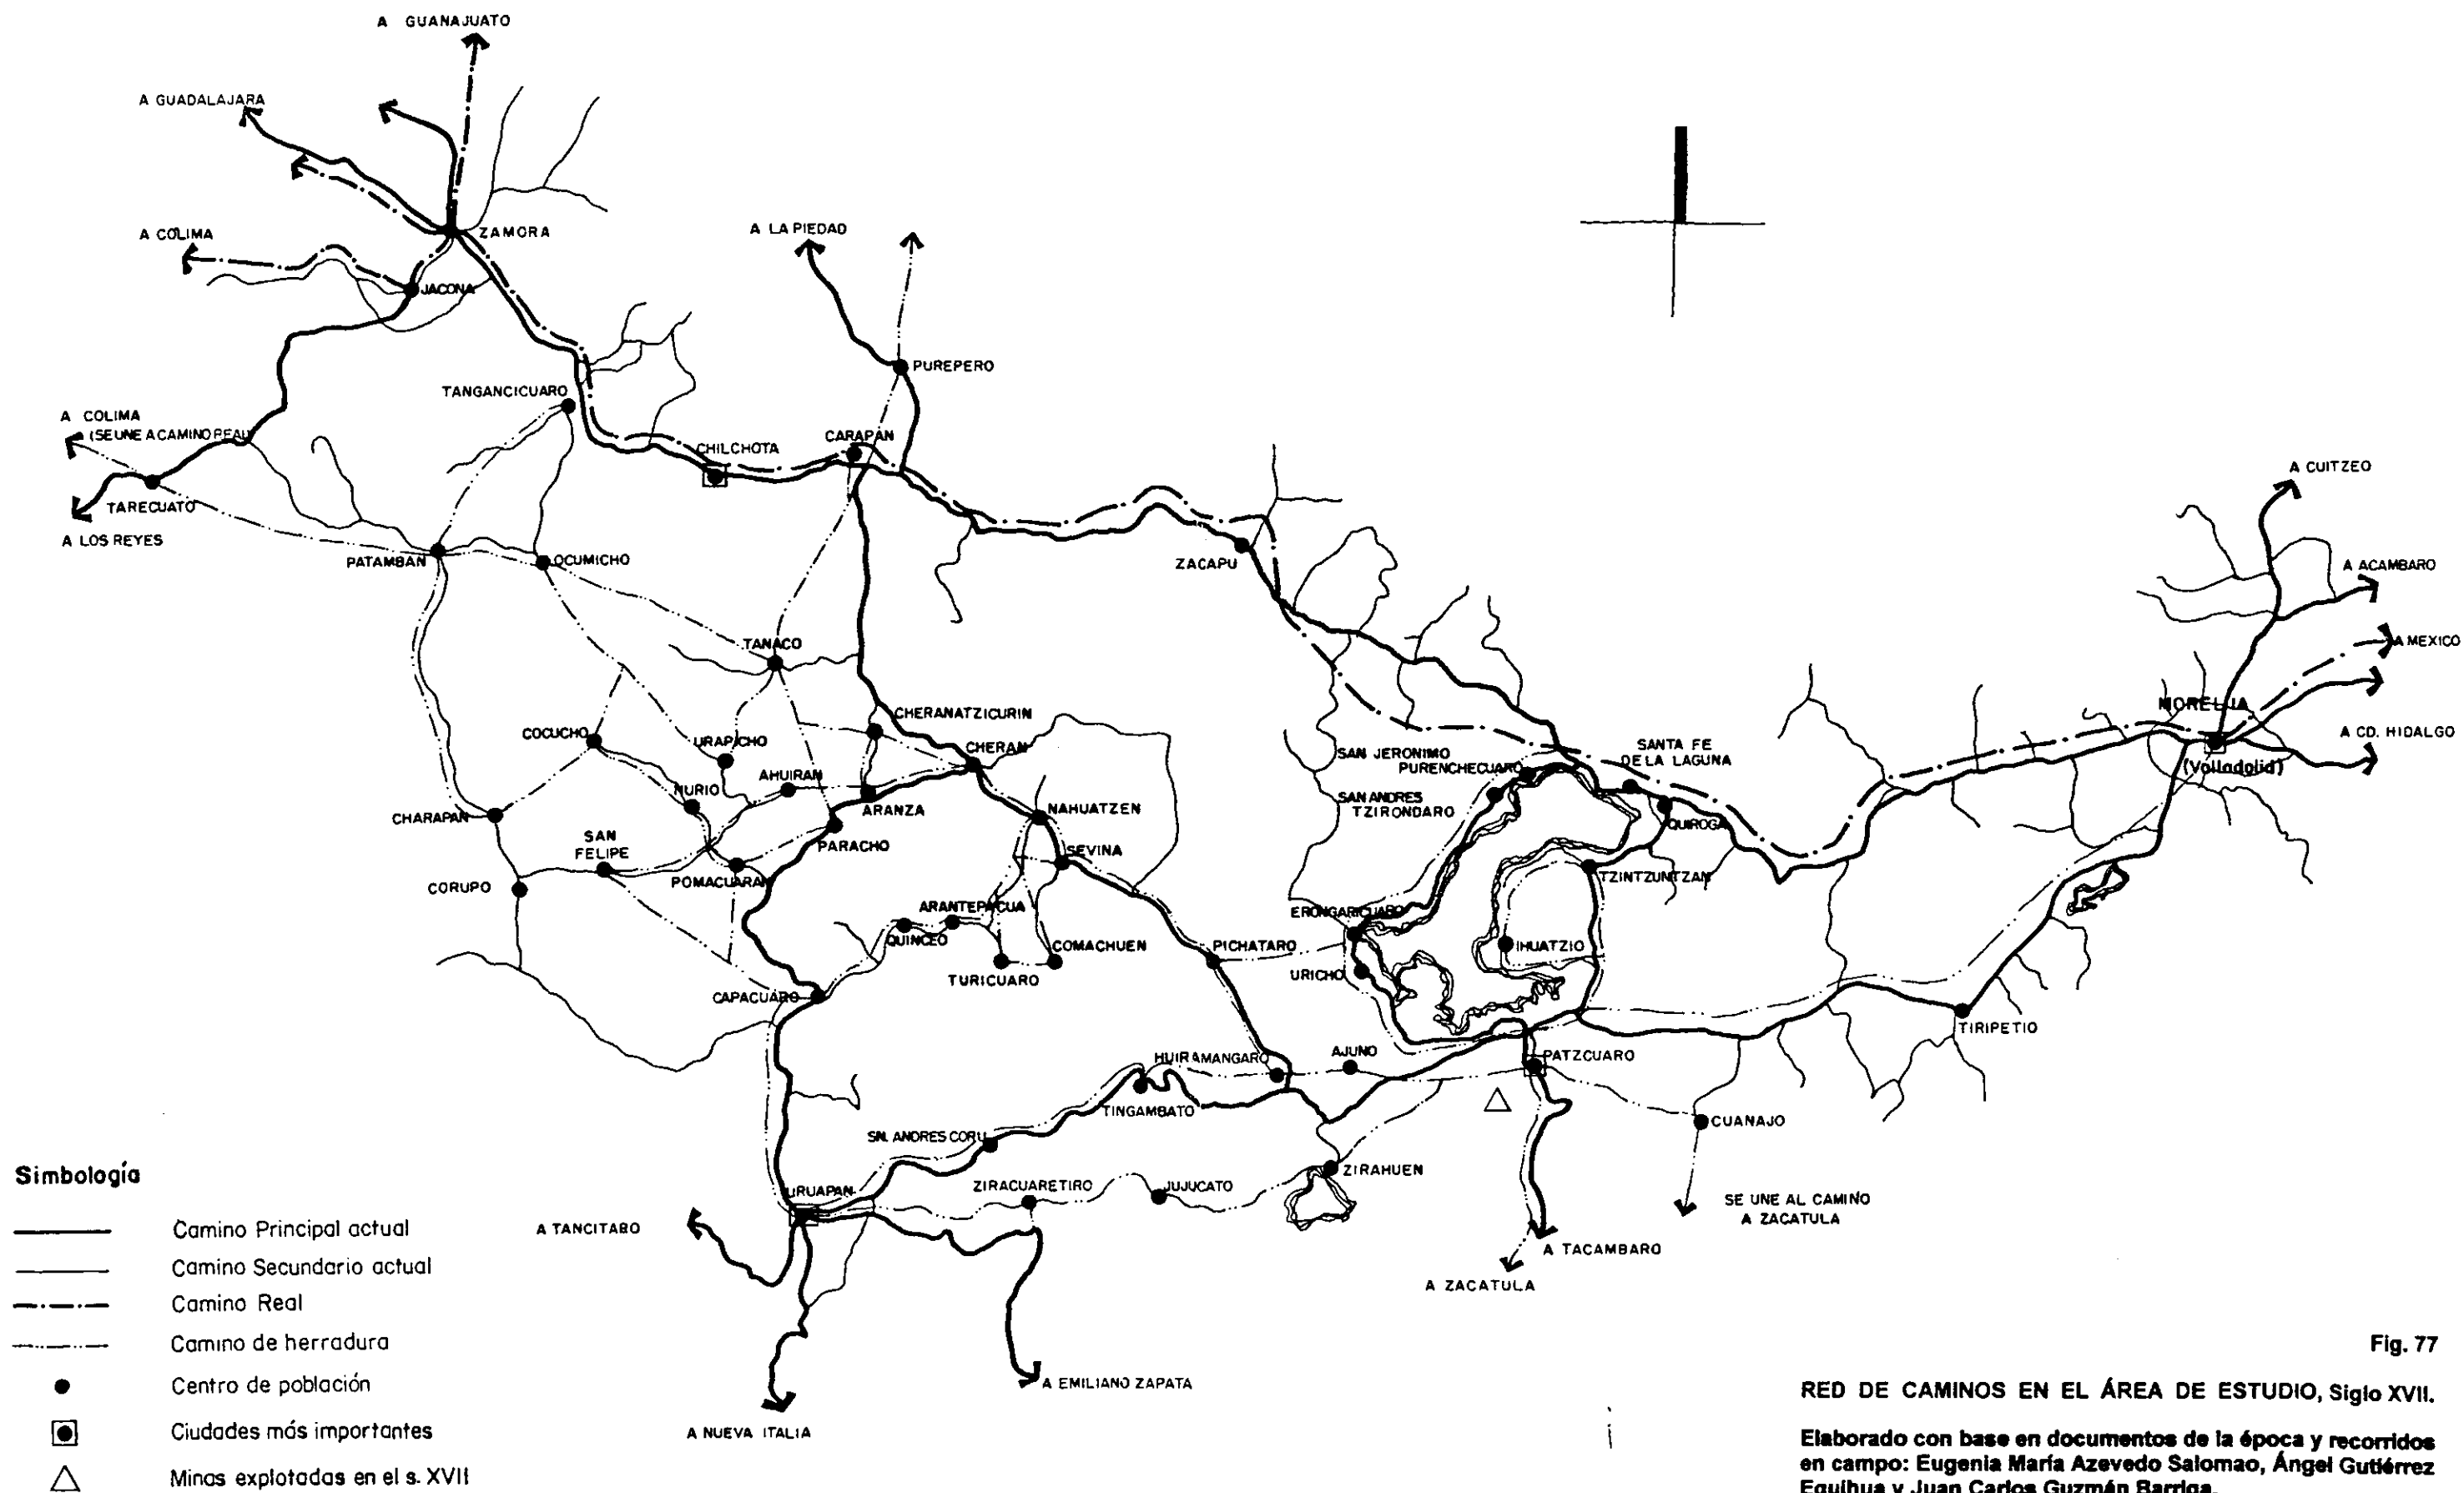 A GUANAJUATO
A GUADALAJARA
A COLIMA
ZAMORA
A LA PIEDAD
JACONA
PUREPERO
TANGANCICUARO
A COLIMA
(SE UNE A CAMINO REAL)
CHILCHOTA
CARAPAN
A CUITZEO
TARECUATO
A LOS REYES
PATAMBAN
OCUMICHO
ZACAPU
A ACAMBARO
TANACO
A MEXICO
CHERANATZICURIN
MORELIA
COCUCHO
URAPICHO
CHERAN
SAN JERONIMO
PURENCHECUARO
SANTA FE
DE LA LAGUNA
A CD. HIDALGO
(Volladolid)
AHUIRAN
NURIO
ARANZA
NAHUATZEN
SAN ANDRES
TZIRONDARO
QUIROGA
CHARAPAN
SAN
FELIPE
PARACHO
SEVINA
CORUPO
POMACUARAN
TZINTZUNTZAN
ARANTEPACUA
ERONGARICUARO
QUINCEO
COMACHUEN
PICHATARO
IHUATZIO
URICHO
TURICUARO
CAPACUARO
TIRIPETIO
HUIRAMANGARO
AJUNO
PATZCUARO
TINGAMBATO
CUANAJO
SN. ANDRES CORU
ZIRAHUEN
URUAPAN
ZIRACUARETIRO
JUJUCATO
SE UNE AL CAMINO
A ZACATULA
A TANCITARO
A TACAMBARO
A ZACATULA
A EMILIANO ZAPATA
A NUEVA ITALIA
Simbología
Camino Principal actual
Camino Secundario actual
Camino Real
Camino de herradura
Centro de población
Ciudades más importantes
Minas explotadas en el s. XVII
Fig. 77
RED DE CAMINOS EN EL ÁREA DE ESTUDIO, Siglo XVII.
Elaborado con base en documentos de la época y recorridos
en campo: Eugenia María Azevedo Salomao, Ángel Gutiérrez
Equihua y Juan Carlos Guzmán Barriga.